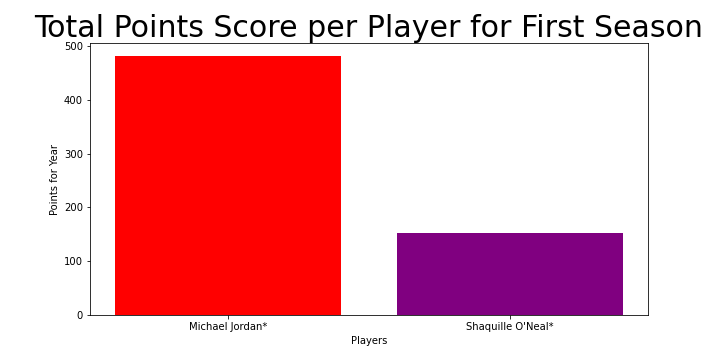 Total Points Score per Player for First Season
500
400
300
200
100
0
Points for Year
Michael Jordan*
Shaquille O'Neal*
Players